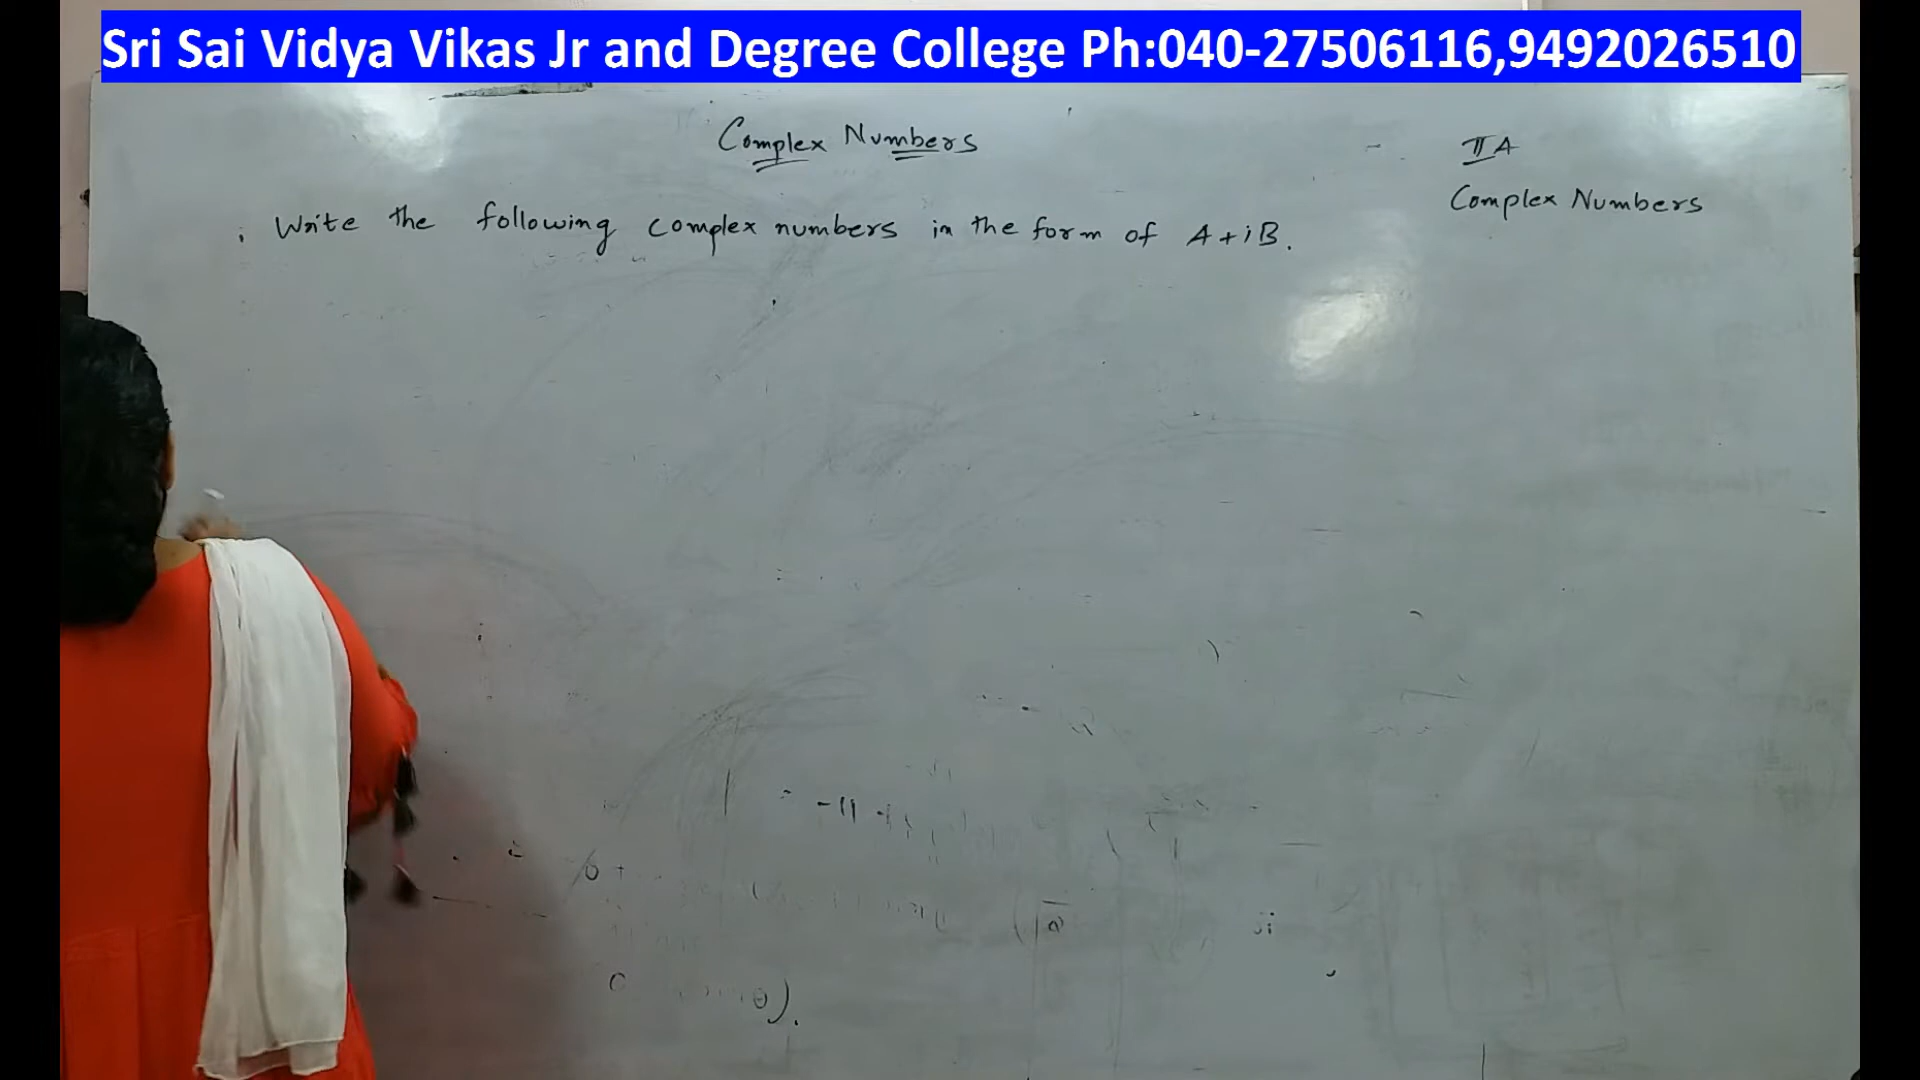 Sri Sai Vidya Vikas Jr and Degree College Ph:040-27506116,9492026510
Complex Numbers
II A
Complex Numbers
Write the following complex numbers in the form of A+iB.